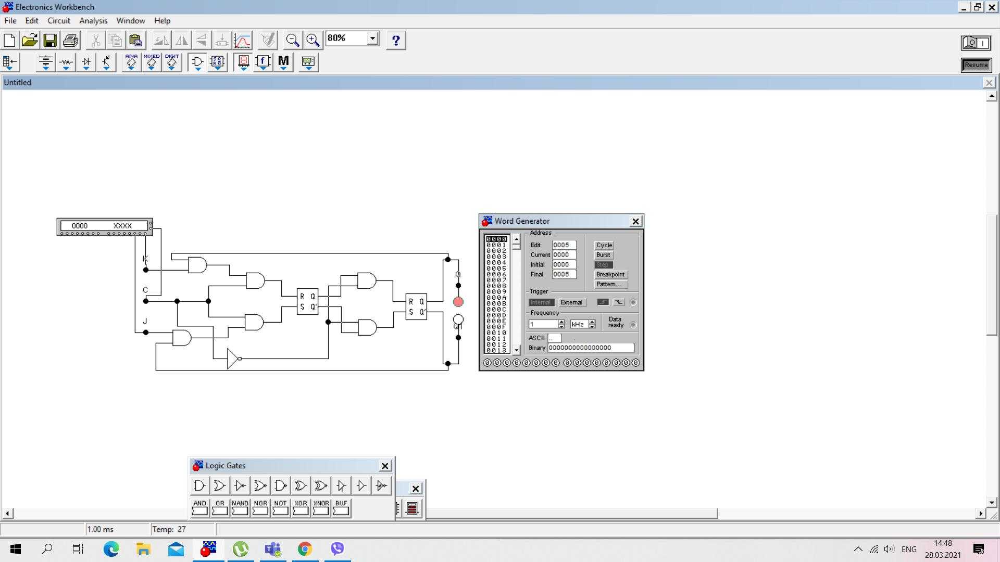 Electronics Workbench
File Edit Circuit Analysis Window Help
80%
?
ANA MIXED DIGIT
f M
Resume
Untitled
0000 XXXX
K
C
J
R Q
S Q'
R Q
S Q'
Q
Word Generator
Address
0000
0001
0002
0003
0004
0005
0006
0007
0008
0009
000A
000B
000C
000D
000E
000F
0010
0011
0012
0013
Edit 0005
Current 0000
Initial 0000
Final 0005
Cycle
Burst
Step
Breakpoint
Pattern...
Trigger
Internal External
Frequency
1 kHz
Data
ready
ASCII ..
Binary 0000000000000000
Logic Gates
AND OR NAND NOR NOT XOR XNOR BUF
1.00 ms Temp: 27
ENG
14:48
28.03.2021